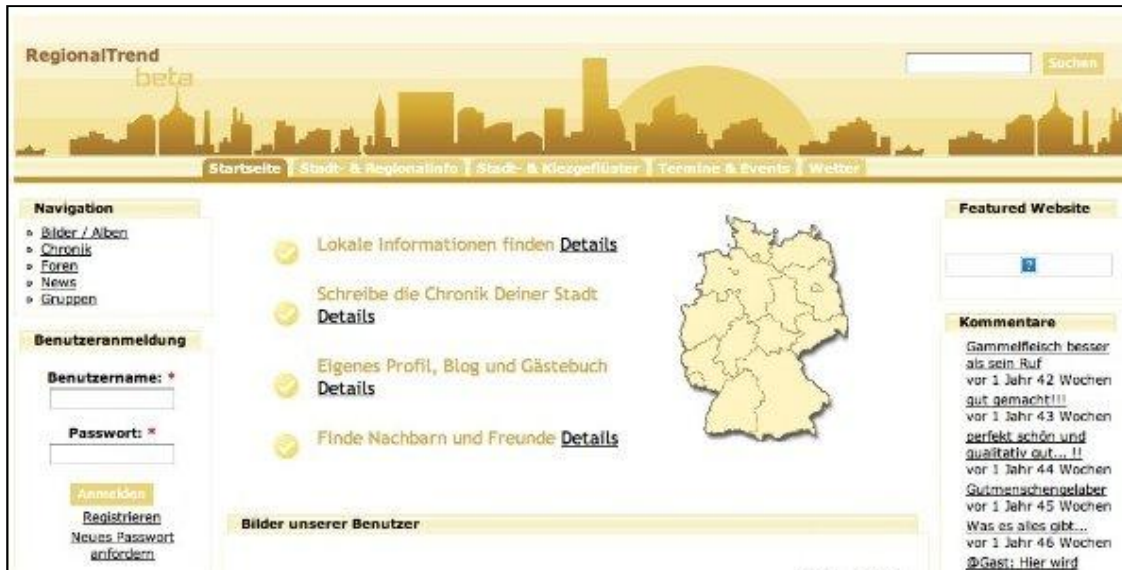 RegionalTrend
beta
Suchen
Startseite Stadt- & Regionalinfo Stadt- & Kiezgeflüster Termine & Events Wetter
Navigation
Bilder / Alben
Chronik
Foren
News
Gruppen
Benutzeranmeldung
Benutzername: *
Passwort: *
Anmelden
Registrieren
Neues Passwort
anfordern
Lokale Informationen finden Details
Schreibe die Chronik Deiner Stadt
Details
Eigenes Profil, Blog und Gästebuch
Details
Finde Nachbarn und Freunde Details
Bilder unserer Benutzer
Featured Website
?
Kommentare
Gammelfleisch besser
als sein Ruf
vor 1 Jahr 42 Wochen
gut gemacht!!!
vor 1 Jahr 43 Wochen
perfekt schön und
qualitativ gut... !!
vor 1 Jahr 44 Wochen
Gutmenschengelaber
vor 1 Jahr 45 Wochen
Was es alles gibt...
vor 1 Jahr 46 Wochen
@Gast: Hier wird